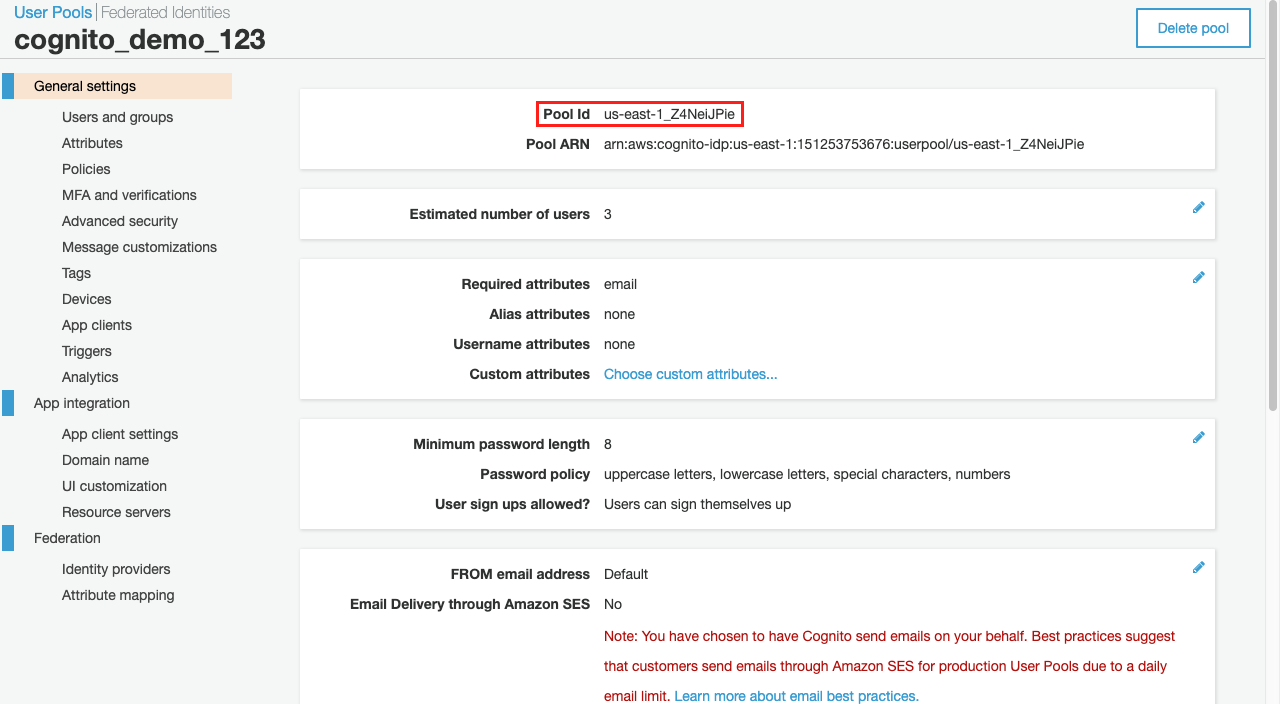 User Pools | Federated Identities
cognito_demo_123
Delete pool
General settings
Users and groups
Attributes
Policies
MFA and verifications
Advanced security
Message customizations
Tags
Devices
App clients
Triggers
Analytics
App integration
App client settings
Domain name
UI customization
Resource servers
Federation
Identity providers
Attribute mapping
Pool Id us-east-1_Z4NeiJPie
Pool ARN arn:aws:cognito-idp:us-east-1:151253753676:userpool/us-east-1_Z4NeiJPie
Estimated number of users 3
Required attributes email
Alias attributes none
Username attributes none
Custom attributes Choose custom attributes...
Minimum password length 8
Password policy uppercase letters, lowercase letters, special characters, numbers
User sign ups allowed? Users can sign themselves up
FROM email address Default
Email Delivery through Amazon SES No
Note: You have chosen to have Cognito send emails on your behalf. Best practices suggest
that customers send emails through Amazon SES for production User Pools due to a daily
email limit. Learn more about email best practices.